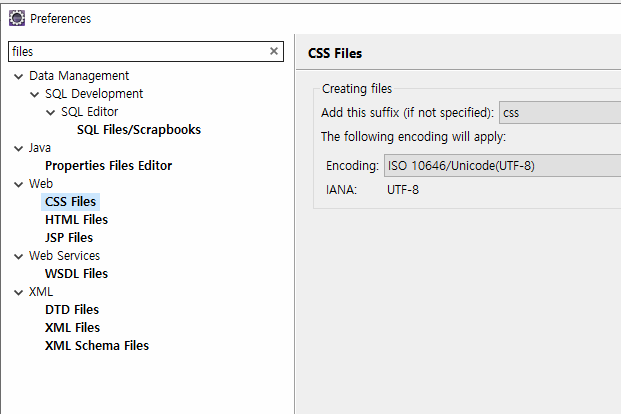 Preferences
files
Data Management
SQL Development
SQL Editor
SQL Files/Scrapbooks
Java
Properties Files Editor
Web
CSS Files
HTML Files
JSP Files
Web Services
WSDL Files
XML
DTD Files
XML Files
XML Schema Files
CSS Files
Creating files
Add this suffix (if not specified): css
The following encoding will apply:
Encoding: ISO 10646/Unicode(UTF-8)
IANA: UTF-8